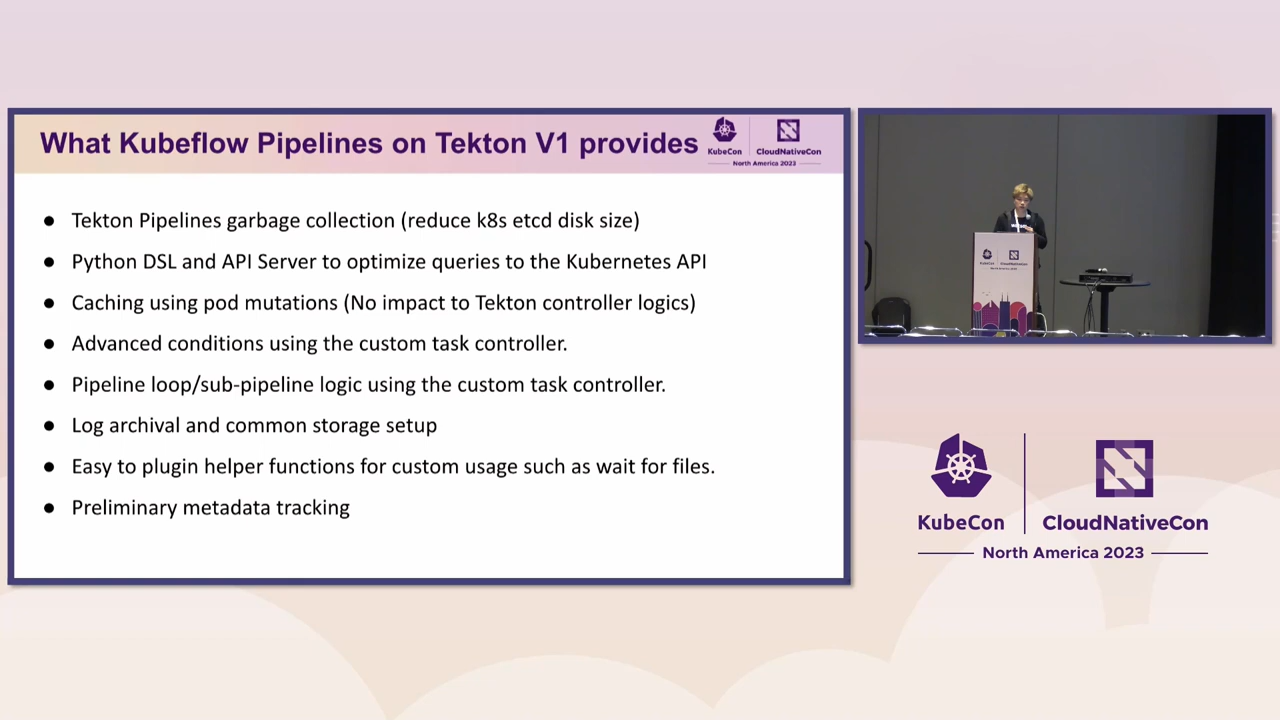 What Kubeflow Pipelines on Tekton V1 provides
KubeCon
CloudNativeCon
North America 2023
● Tekton Pipelines garbage collection (reduce k8s etcd disk size)
● Python DSL and API Server to optimize queries to the Kubernetes API
● Caching using pod mutations (No impact to Tekton controller logics)
● Advanced conditions using the custom task controller.
● Pipeline loop/sub-pipeline logic using the custom task controller.
● Log archival and common storage setup
● Easy to plugin helper functions for custom usage such as wait for files.
● Preliminary metadata tracking
KubeCon
CloudNativeCon
KubeCon
CloudNativeCon
North America 2023